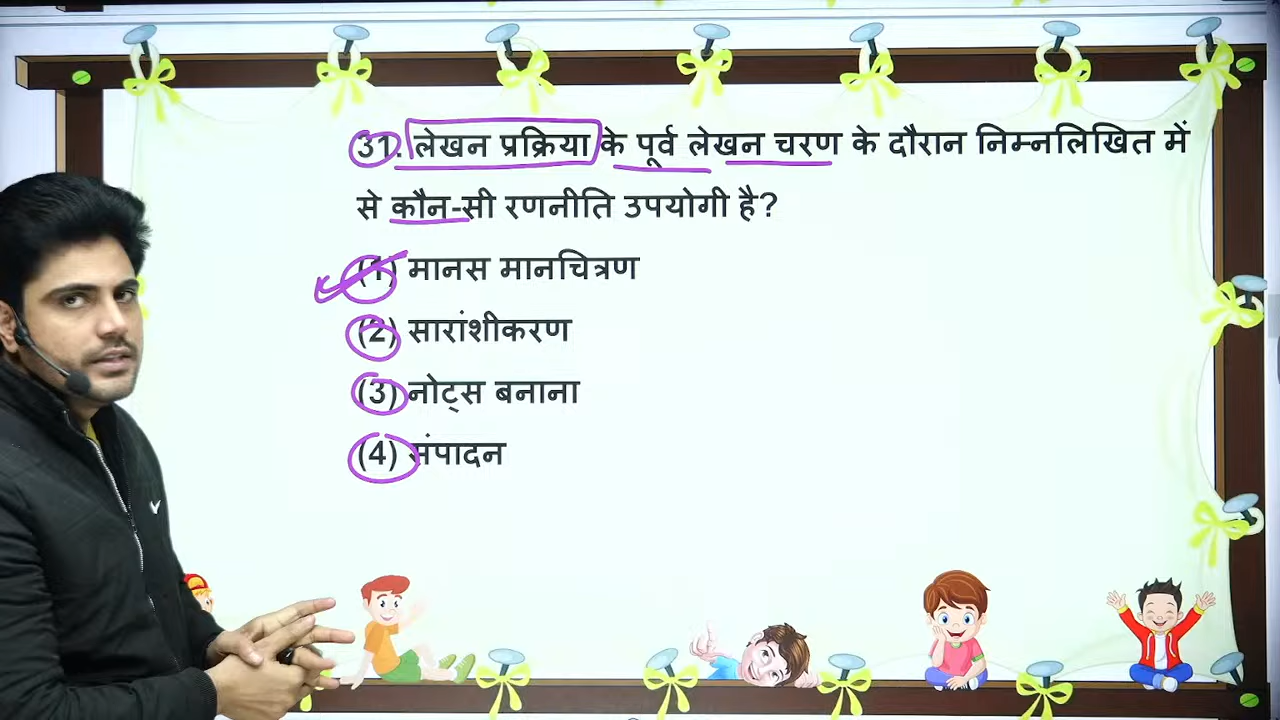 31. लेखन प्रक्रिया के पूर्व लेखन चरण के दौरान निम्नलिखित में
से कौन-सी रणनीति उपयोगी है?
(1) मानस मानचित्रण
(2) सारांशीकरण
(3) नोट्स बनाना
(4) संपादन